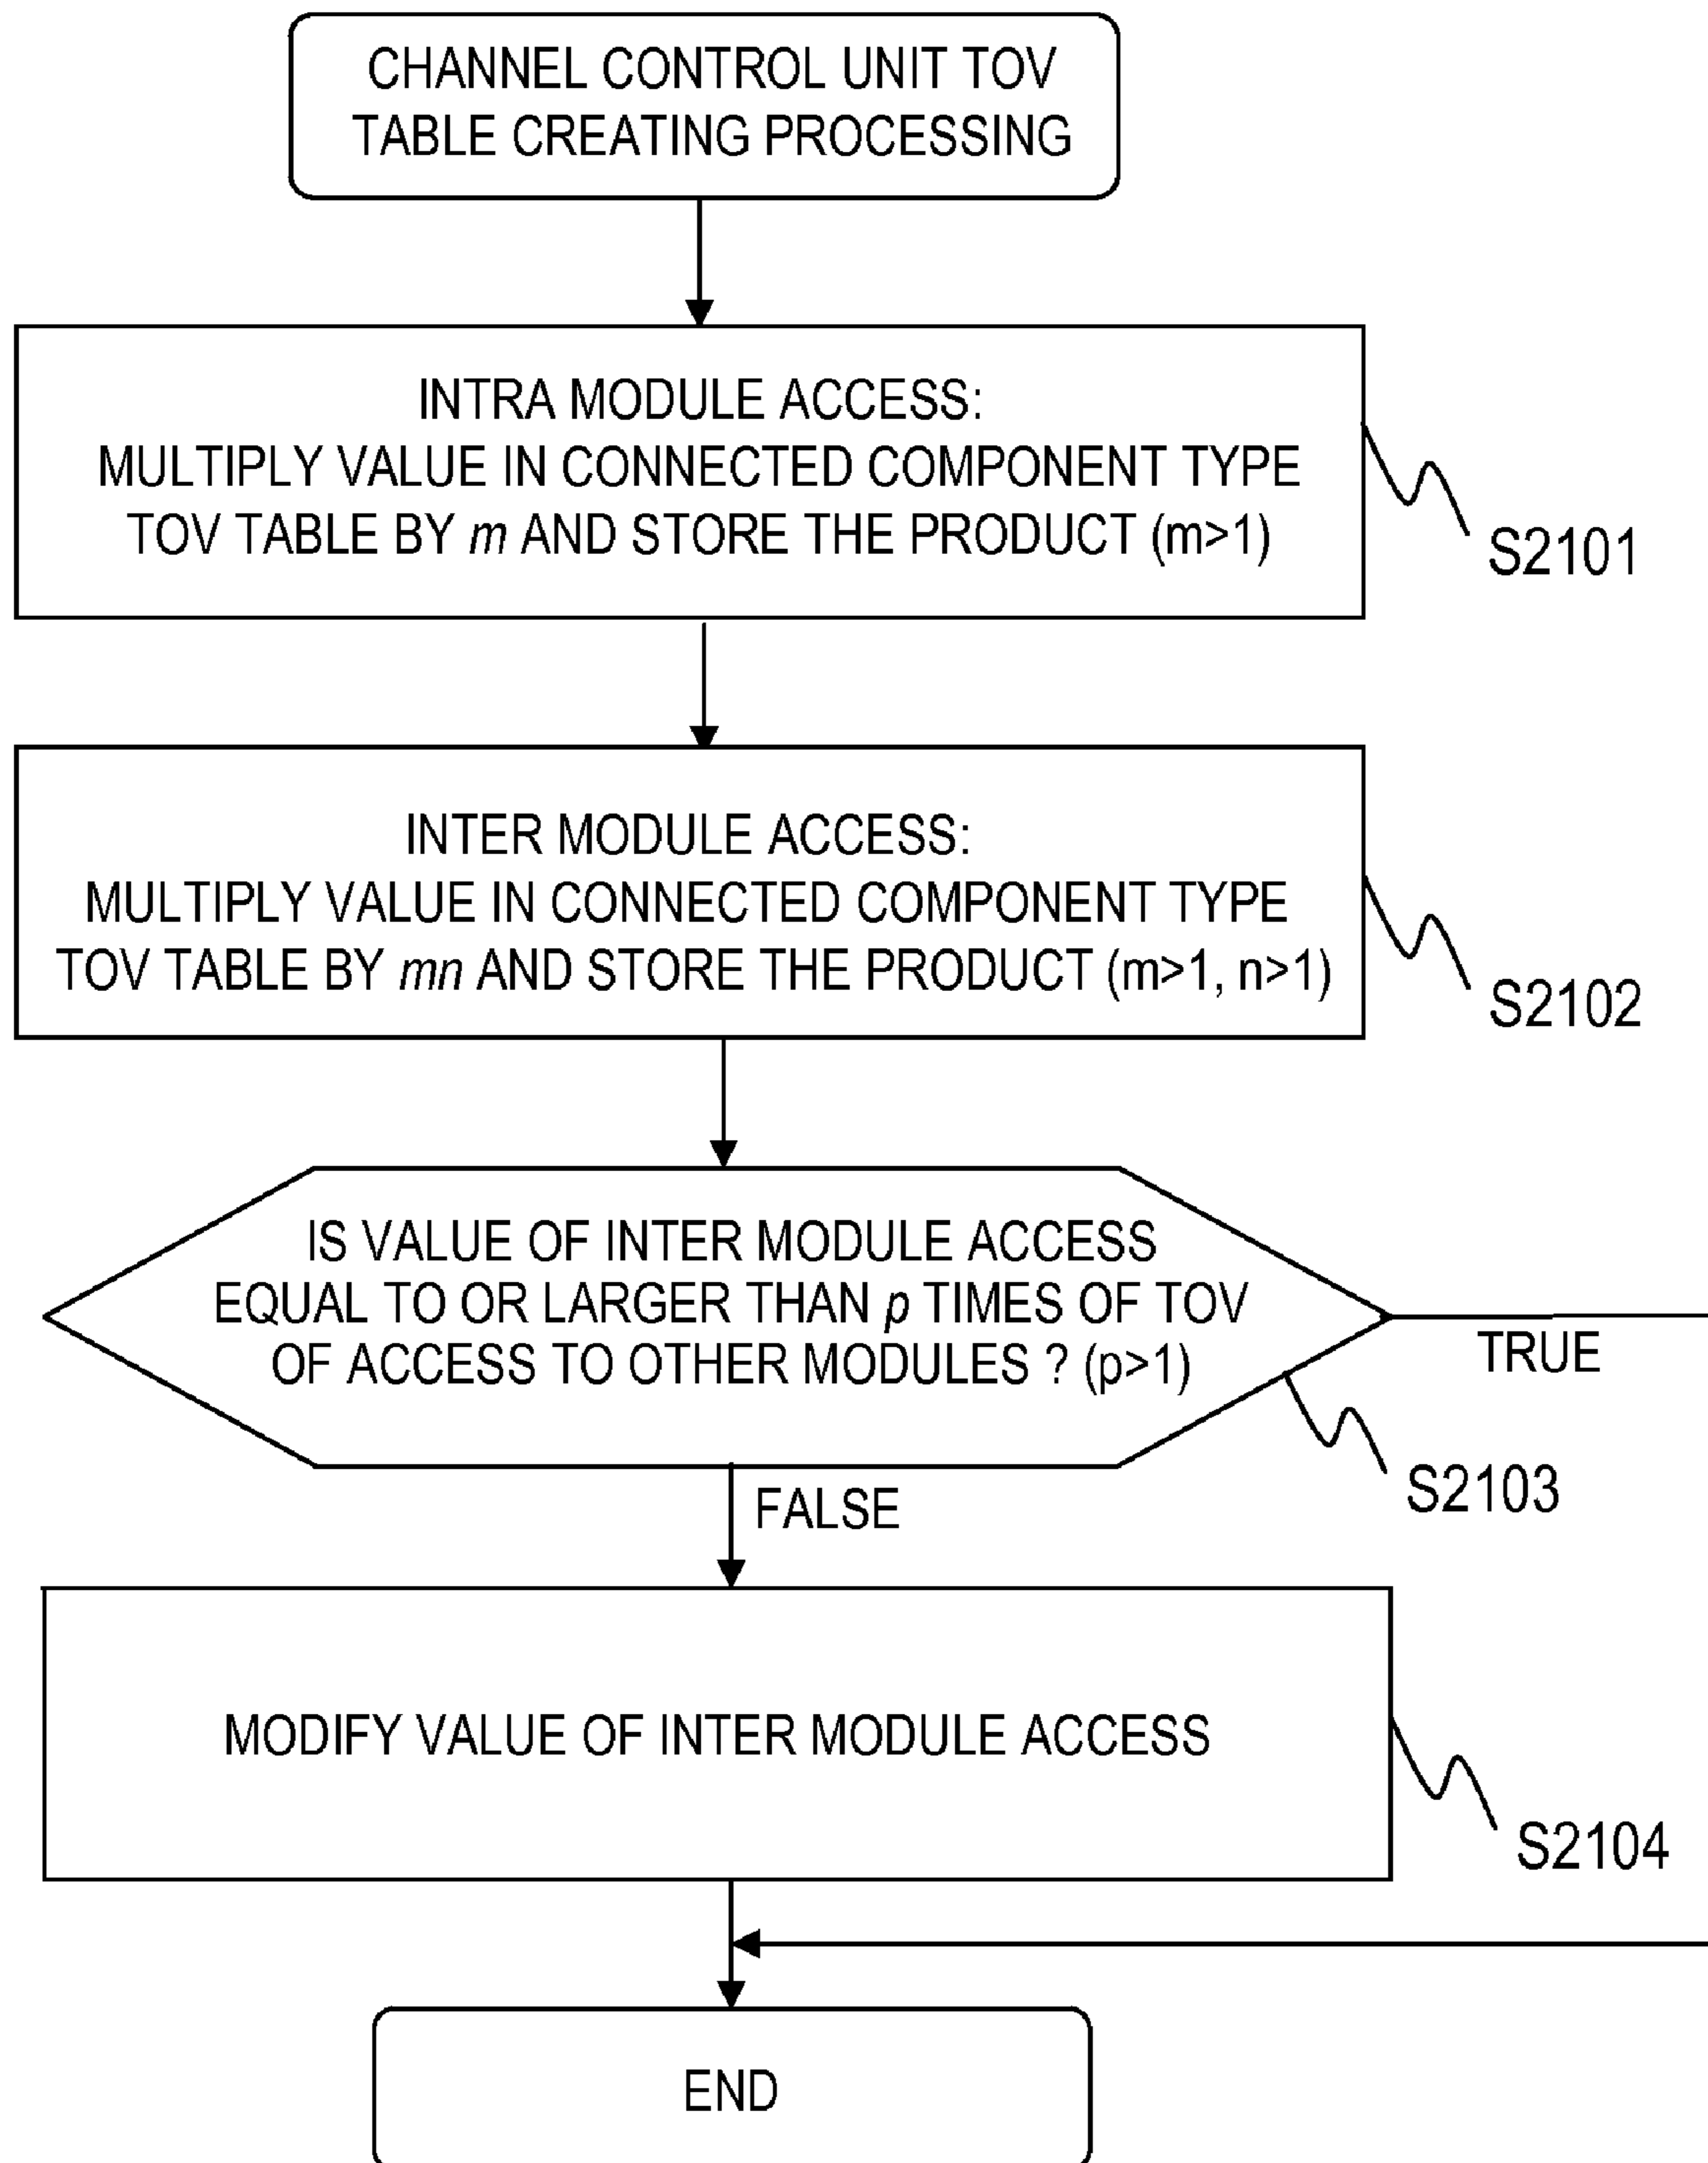 CHANNEL CONTROL UNIT TOV
TABLE CREATING PROCESSING
INTRA MODULE ACCESS:
MULTIPLY VALUE IN CONNECTED COMPONENT TYPE
TOV TABLE BY m AND STORE THE PRODUCT (m>1)
S2101
INTER MODULE ACCESS:
MULTIPLY VALUE IN CONNECTED COMPONENT TYPE
TOV TABLE BY mn AND STORE THE PRODUCT (m>1, n>1)
S2102
IS VALUE OF INTER MODULE ACCESS
EQUAL TO OR LARGER THAN p TIMES OF TOV
OF ACCESS TO OTHER MODULES ? (p>1)
TRUE
S2103
FALSE
MODIFY VALUE OF INTER MODULE ACCESS
S2104
END